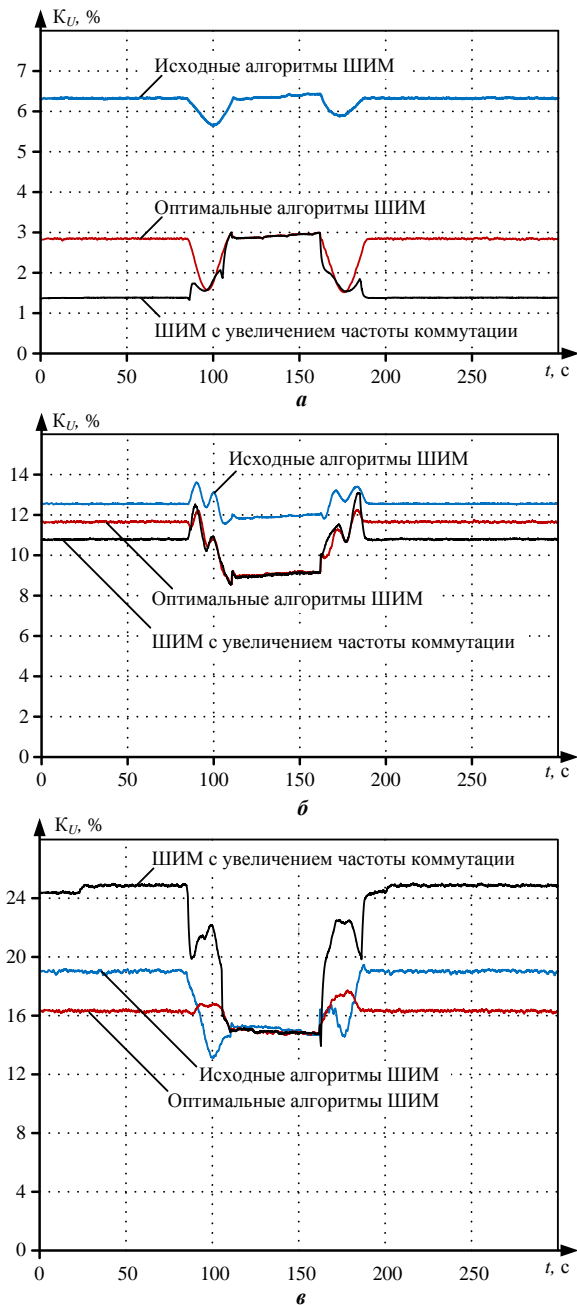 K_U, %
7
Исходные алгоритмы ШИМ
6
5
4
Оптимальные алгоритмы ШИМ
3
2
1
ШИМ с увеличением частоты коммутации
0
0 50 100 150 200 250 t, с
а
K_U, %
14
Исходные алгоритмы ШИМ
12
10
8
Оптимальные алгоритмы ШИМ
6
ШИМ с увеличением частоты коммутации
4
2
0
0 50 100 150 200 250 t, с
б
K_U, %
ШИМ с увеличением частоты коммутации
24
20
16
12
Исходные алгоритмы ШИМ
Оптимальные алгоритмы ШИМ
8
4
0
0 50 100 150 200 250 t, с
в